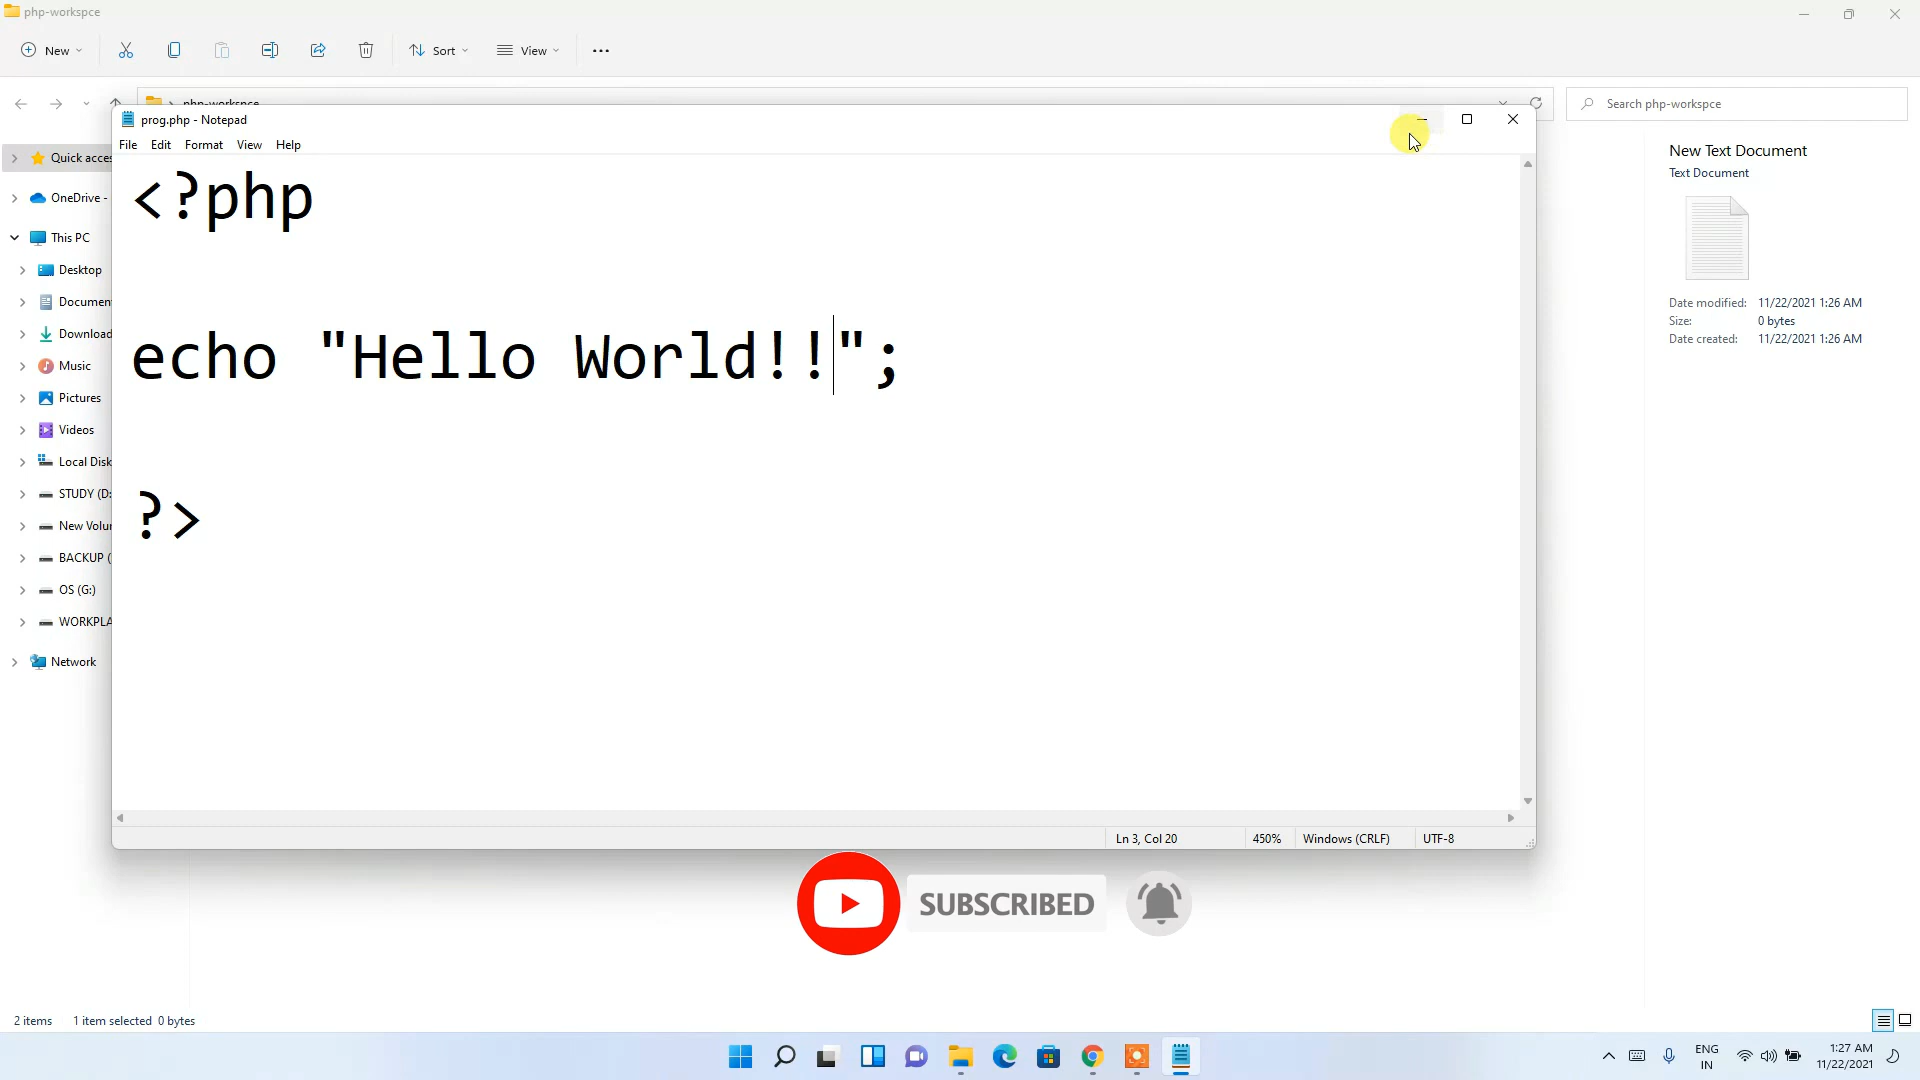 php-workspce
New
Sort
View
php-workspce
Search php-workspce
prog.php - Notepad
File Edit Format View Help
<?php
echo "Hello World!!";
?>
Ln 3, Col 20
450%
Windows (CRLF)
UTF-8
Quick acces
OneDrive -
This PC
Desktop
Documen
Download
Music
Pictures
Videos
Local Disk
STUDY (D:
New Volu
BACKUP (
OS (G:)
WORKPLA
Network
New Text Document
Text Document
Date modified: 11/22/2021 1:26 AM
Size: 0 bytes
Date created: 11/22/2021 1:26 AM
SUBSCRIBED
2 items 1 item selected 0 bytes
ENG
IN
1:27 AM
11/22/2021